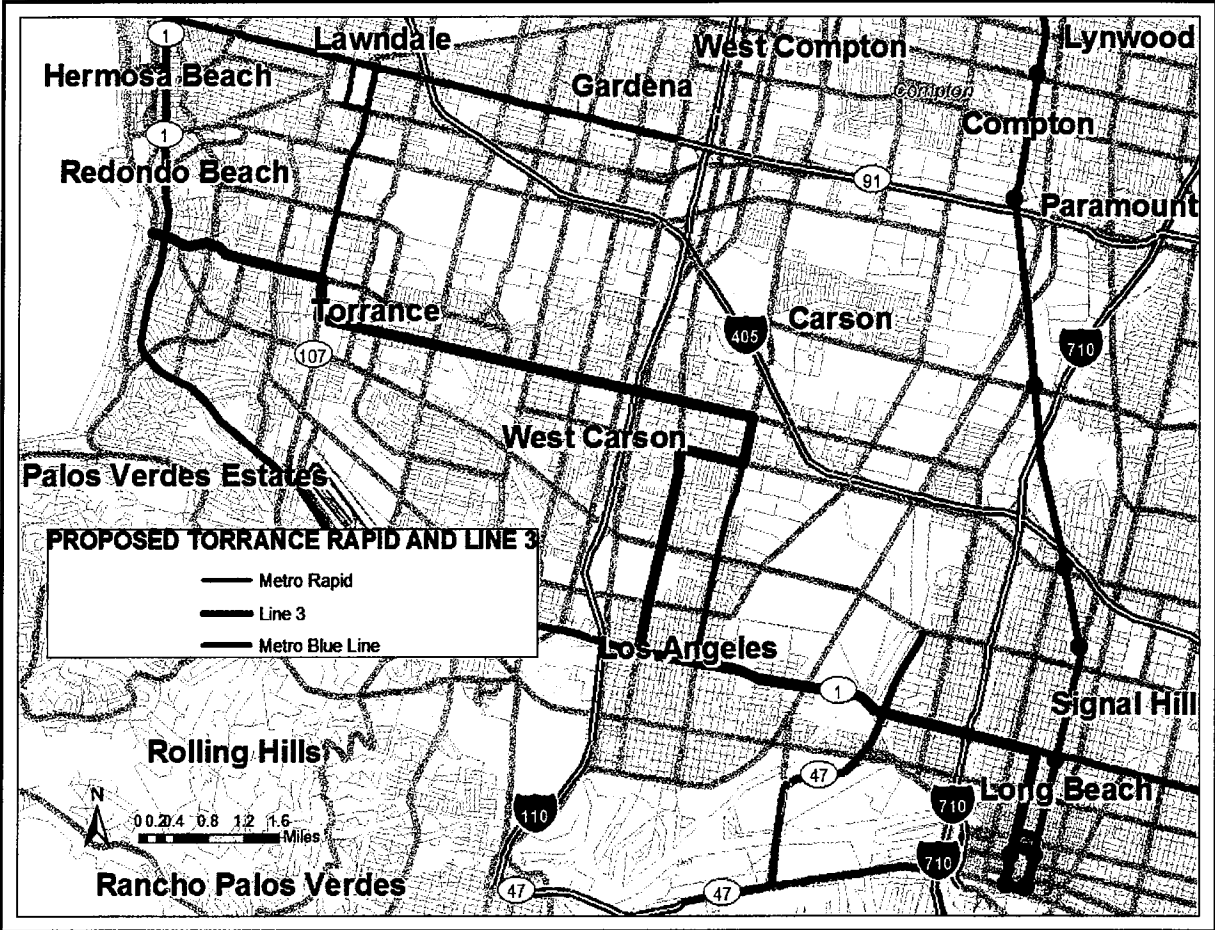 1
Lawndale
West Compton
Lynwood
Hermosa Beach
Gardena
Compton
Compton
1
Redondo Beach
91
Paramount
Torrance
405
Carson
710
107
West Carson
Palos Verdes Estates
PROPOSED TORRANCE RAPID AND LINE 3
Metro Rapid
Line 3
Metro Blue Line
Los Angeles
1
Signal Hill
Rolling Hills
47
Long Beach
N
710
0 0.20.4 0.8 1.2 1.6
Miles
110
710
Rancho Palos Verdes
47
47